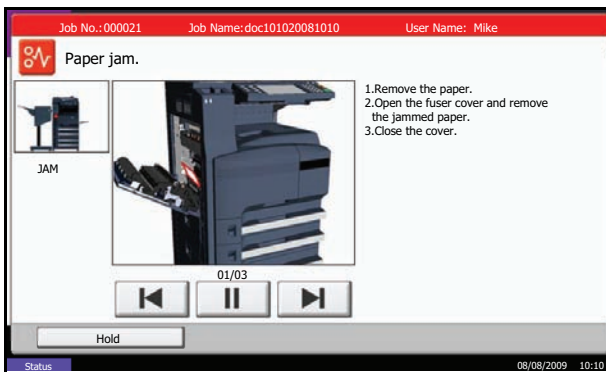 Job No.: 000021 Job Name: doc101020081010 User Name: Mike
Paper jam.
1.Remove the paper.
2.Open the fuser cover and remove
the jammed paper.
3.Close the cover.
JAM
01/03
Hold
Status 08/08/2009 10:10